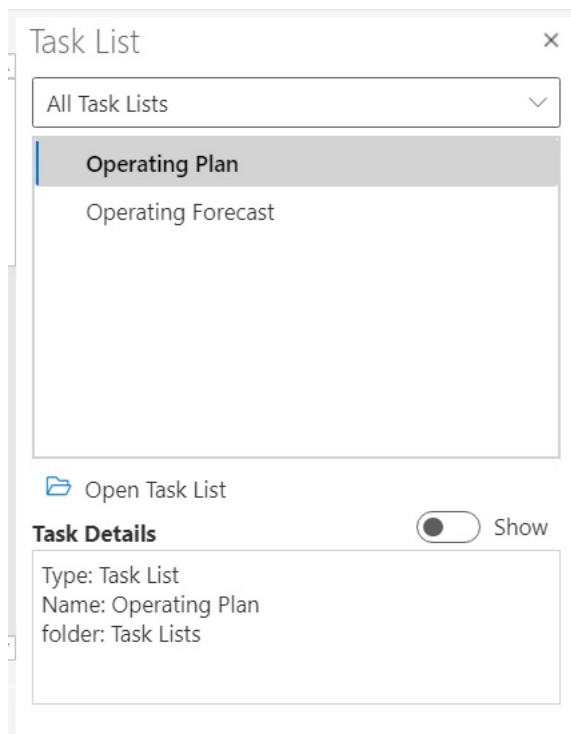 Task List
All Task Lists
Operating Plan
Operating Forecast
Open Task List
Task Details
Show
Type: Task List
Name: Operating Plan
folder: Task Lists